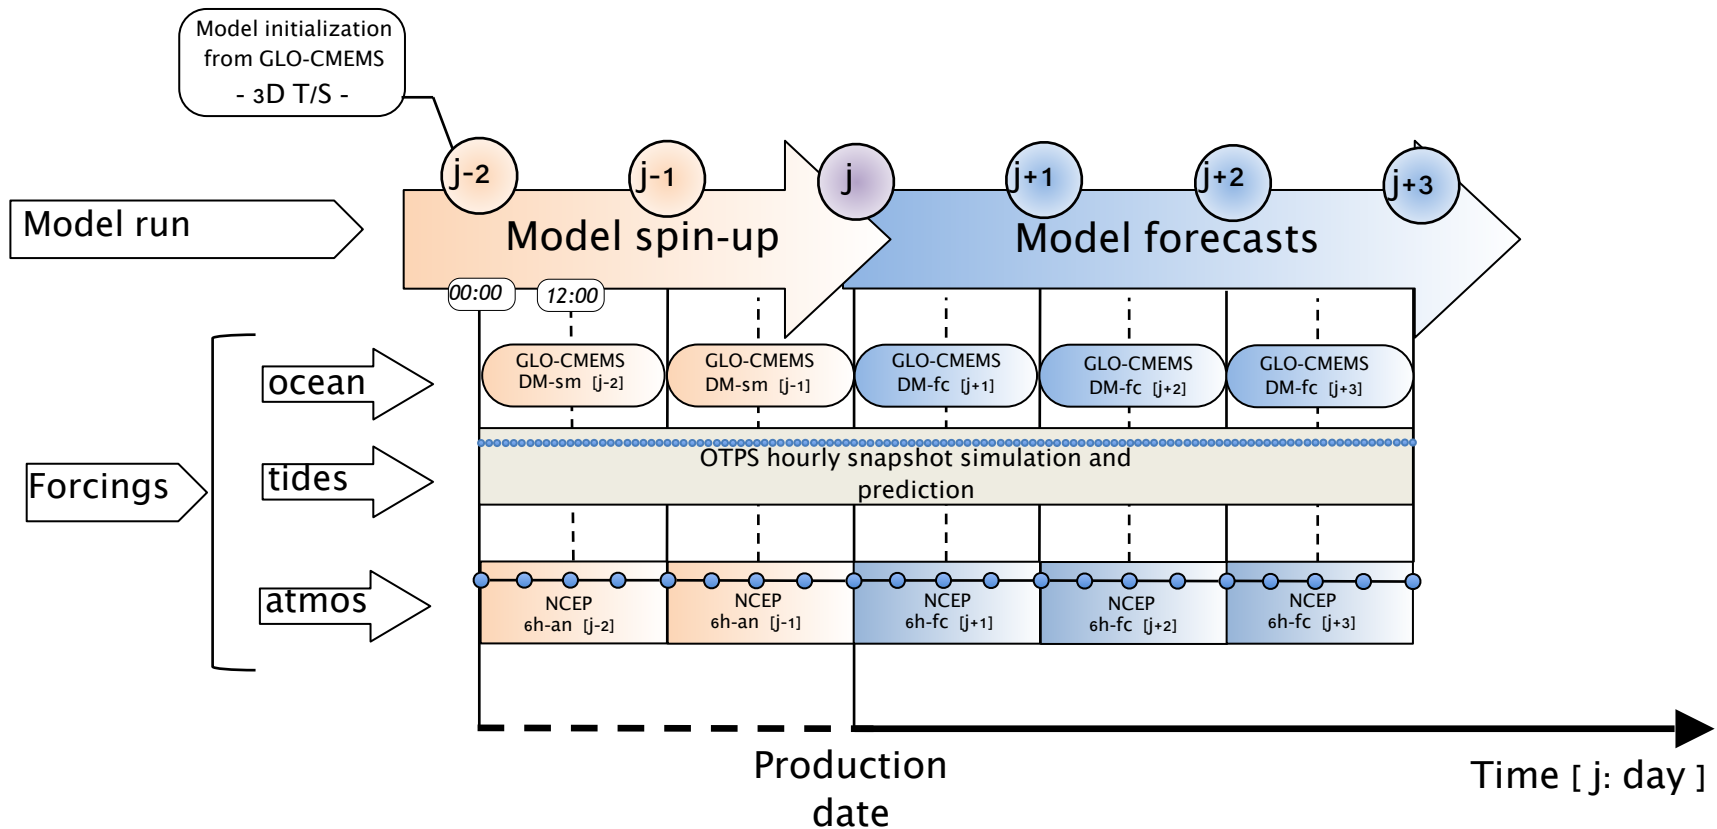 Model initialization
from GLO-CMEMS
- 3D T/S -
j-2
j-1
j
j+1
j+2
j+3
Model run
Model spin-up
Model forecasts
00:00
12:00
Forcings
ocean
GLO-CMEMS
DM-sm [j-2]
GLO-CMEMS
DM-sm [j-1]
GLO-CMEMS
DM-fc [j+1]
GLO-CMEMS
DM-fc [j+2]
GLO-CMEMS
DM-fc [j+3]
tides
OTPS hourly snapshot simulation and
prediction
atmos
NCEP
6h-an [j-2]
NCEP
6h-an [j-1]
NCEP
6h-fc [j+1]
NCEP
6h-fc [j+2]
NCEP
6h-fc [j+3]
Production
date
Time [ j: day ]